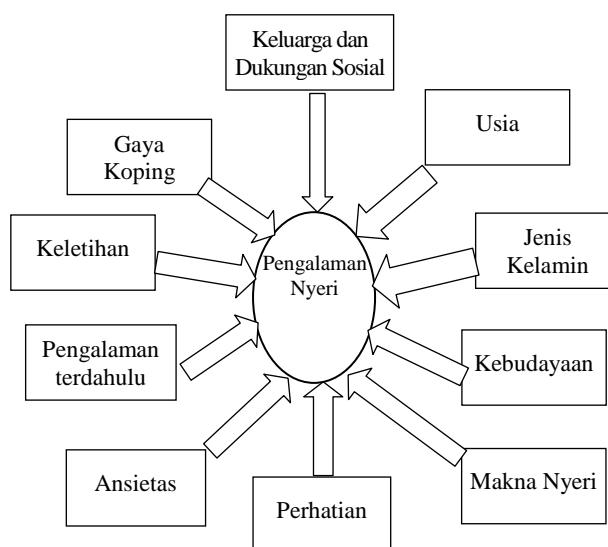 Keluarga dan
Dukungan Sosial
Usia
Gaya
Koping
Jenis
Kelamin
Keletihan
Pengalaman
Nyeri
Pengalaman
terdahulu
Kebudayaan
Ansietas
Makna Nyeri
Perhatian